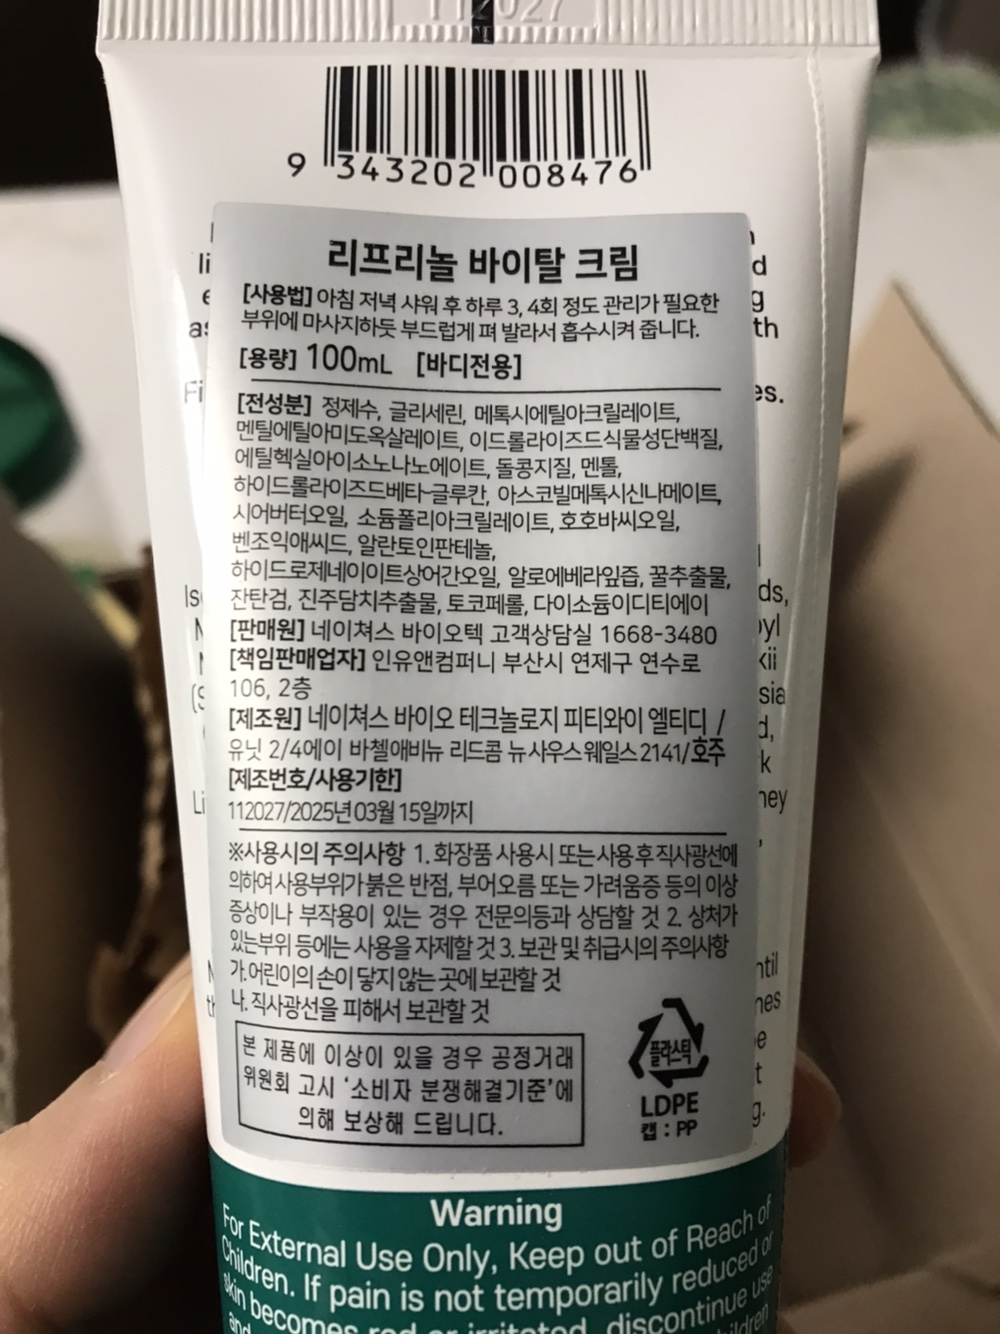 112027
9 343202 008476
리프리놀 바이탈 크림
[사용법] 아침 저녁 샤워 후 하루 3, 4회 정도 관리가 필요한
부위에 마사지하듯 부드럽게 펴 발라서 흡수시켜 줍니다.
[용량] 100mL [바디전용]
[전성분] 정제수, 글리세린, 메톡시에틸아크릴레이트,
멘틸에틸아미도옥살레이트, 이드롤라이즈드식물성단백질,
에틸헥실아이소노나노에이트, 돌콩지질, 멘톨,
하이드롤라이즈드베타-글루칸, 아스코빌메톡시신나메이트,
시어버터오일, 소듐폴리아크릴레이트, 호호바씨오일,
벤조익애씨드, 알란토인판테놀,
하이드로제네이이트상어간오일, 알로에베라잎즙, 꿀추출물,
잔탄검, 진주담치추출물, 토코페롤, 다이소듐이디티에이
[판매원] 네이쳐스 바이오텍 고객상담실 1668-3480
[책임판매업자] 인유앤컴퍼니 부산시 연제구 연수로
106, 2층
[제조원] 네이쳐스 바이오 테크놀로지 피티와이 엘티디 /
유닛 2/4에이 바첼애비뉴 리드콤 뉴사우스웨일스2141/호주
[제조번호/사용기한]
112027/2025년 03월 15일까지
※사용시의 주의사항 1. 화장품 사용시 또는 사용 후 직사광선에
의하여 사용부위가 붉은 반점, 부어오름 또는 가려움증 등의 이상
증상이나 부작용이 있는 경우 전문의등과 상담할 것 2. 상처가
있는부위 등에는 사용을 자제할 것 3. 보관 및 취급시의 주의사항
가.어린이의 손이 닿지 않는 곳에 보관할 것
나. 직사광선을 피해서 보관할 것
본 제품에 이상이 있을 경우 공정거래
위원회 고시 '소비자 분쟁해결기준'에
의해 보상해 드립니다.
플라스틱
LDPE
캡 : PP
Warning
For External Use Only, Keep out of Reach of
Children. If pain is not temporarily reduced or
skin becomes red or irritated, discontinue use